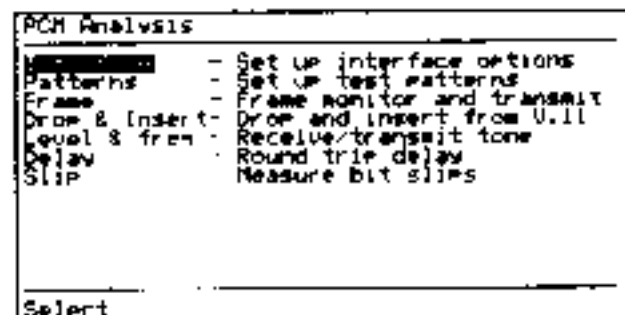 PCM Analysis
- Set up interface options
Patterns - Set up test patterns
Frame - Frame monitor and transmit
Drop & Insert- Drop and insert from V.11
Level & freq - Receive/transmit tone
Delay - Round trip delay
Slip Measure bit slips
Select